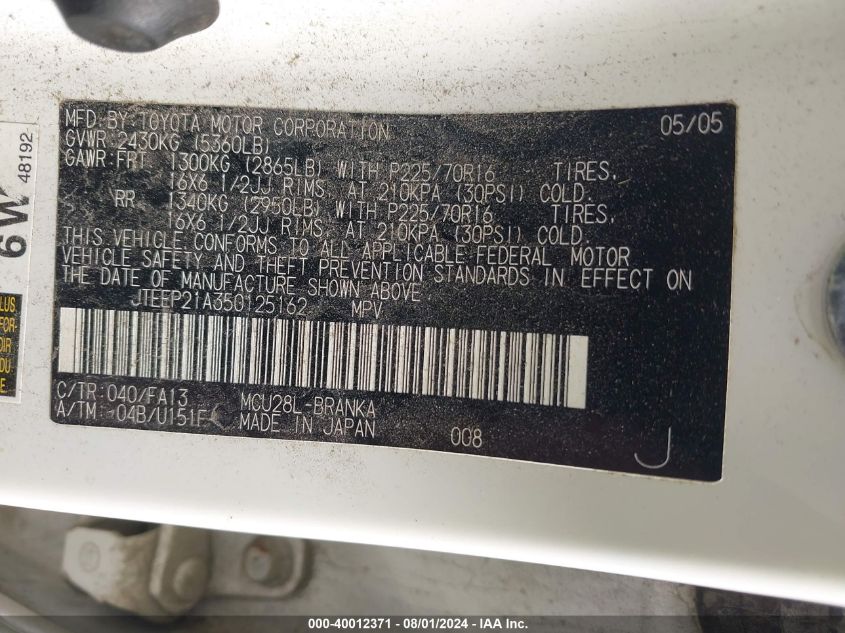 MFD. BY: TOYOTA MOTOR CORPORATION 05/05
GVWR: 2430KG (5360LB)
GAWR: FRT 1300KG (2865LB) WITH P225/70R16 TIRES,
16X6 1/2JJ RIMS, AT 210KPA (30PSI) COLD.
RR 1340KG (2950LB) WITH P225/70R16 TIRES,
16X6 1/2JJ RIMS, AT 210KPA (30PSI) COLD.
THIS VEHICLE CONFORMS TO ALL APPLICABLE FEDERAL MOTOR
VEHICLE SAFETY AND THEFT PREVENTION STANDARDS IN EFFECT ON
THE DATE OF MANUFACTURE SHOWN ABOVE.
JTEEP21A350125162 MPV
C/TR: 040/FA13 MCU28L-BRANKA
A/TM: -04B/U151F MADE IN JAPAN 008
J
48192
6W
PLUS
FOR-
DIR
DU
E.
000-40012371 - 08/01/2024 - IAA Inc.